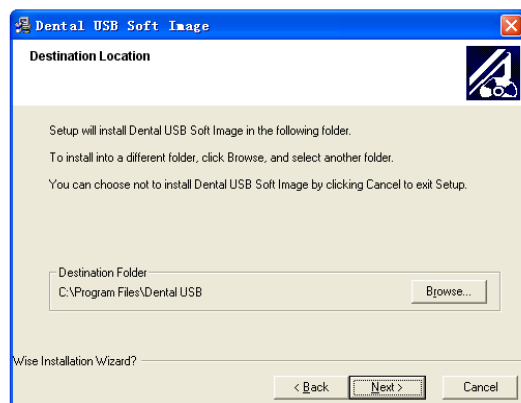 Dental USB Soft Image
Destination Location
Setup will install Dental USB Soft Image in the following folder.
To install into a different folder, click Browse, and select another folder.
You can choose not to install Dental USB Soft Image by clicking Cancel to exit Setup.
Destination Folder
C:\Program Files\Dental USB
Browse...
Wise Installation Wizard?
< Back
Next >
Cancel